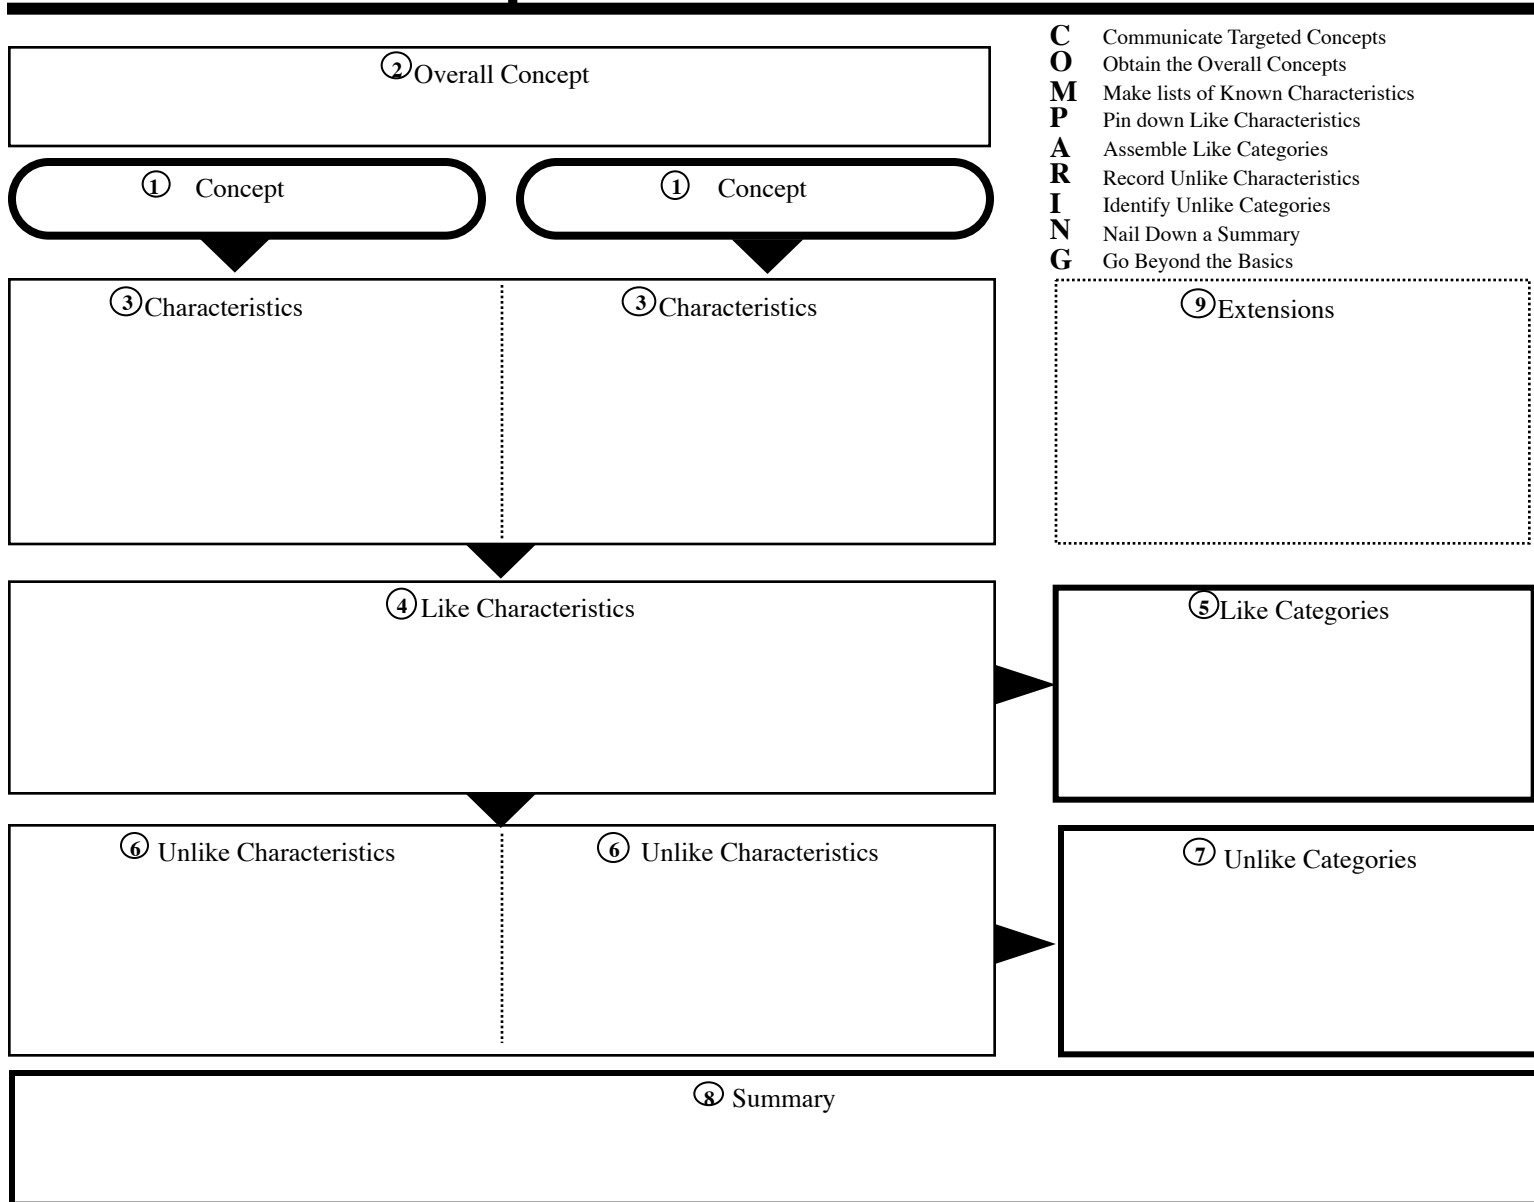 ② Overall Concept
① Concept
① Concept
C Communicate Targeted Concepts
O Obtain the Overall Concepts
M Make lists of Known Characteristics
P Pin down Like Characteristics
A Assemble Like Categories
R Record Unlike Characteristics
I Identify Unlike Categories
N Nail Down a Summary
G Go Beyond the Basics
③ Characteristics
③ Characteristics
⑨ Extensions
④ Like Characteristics
⑤ Like Categories
⑥ Unlike Characteristics
⑥ Unlike Characteristics
⑦ Unlike Categories
⑧ Summary